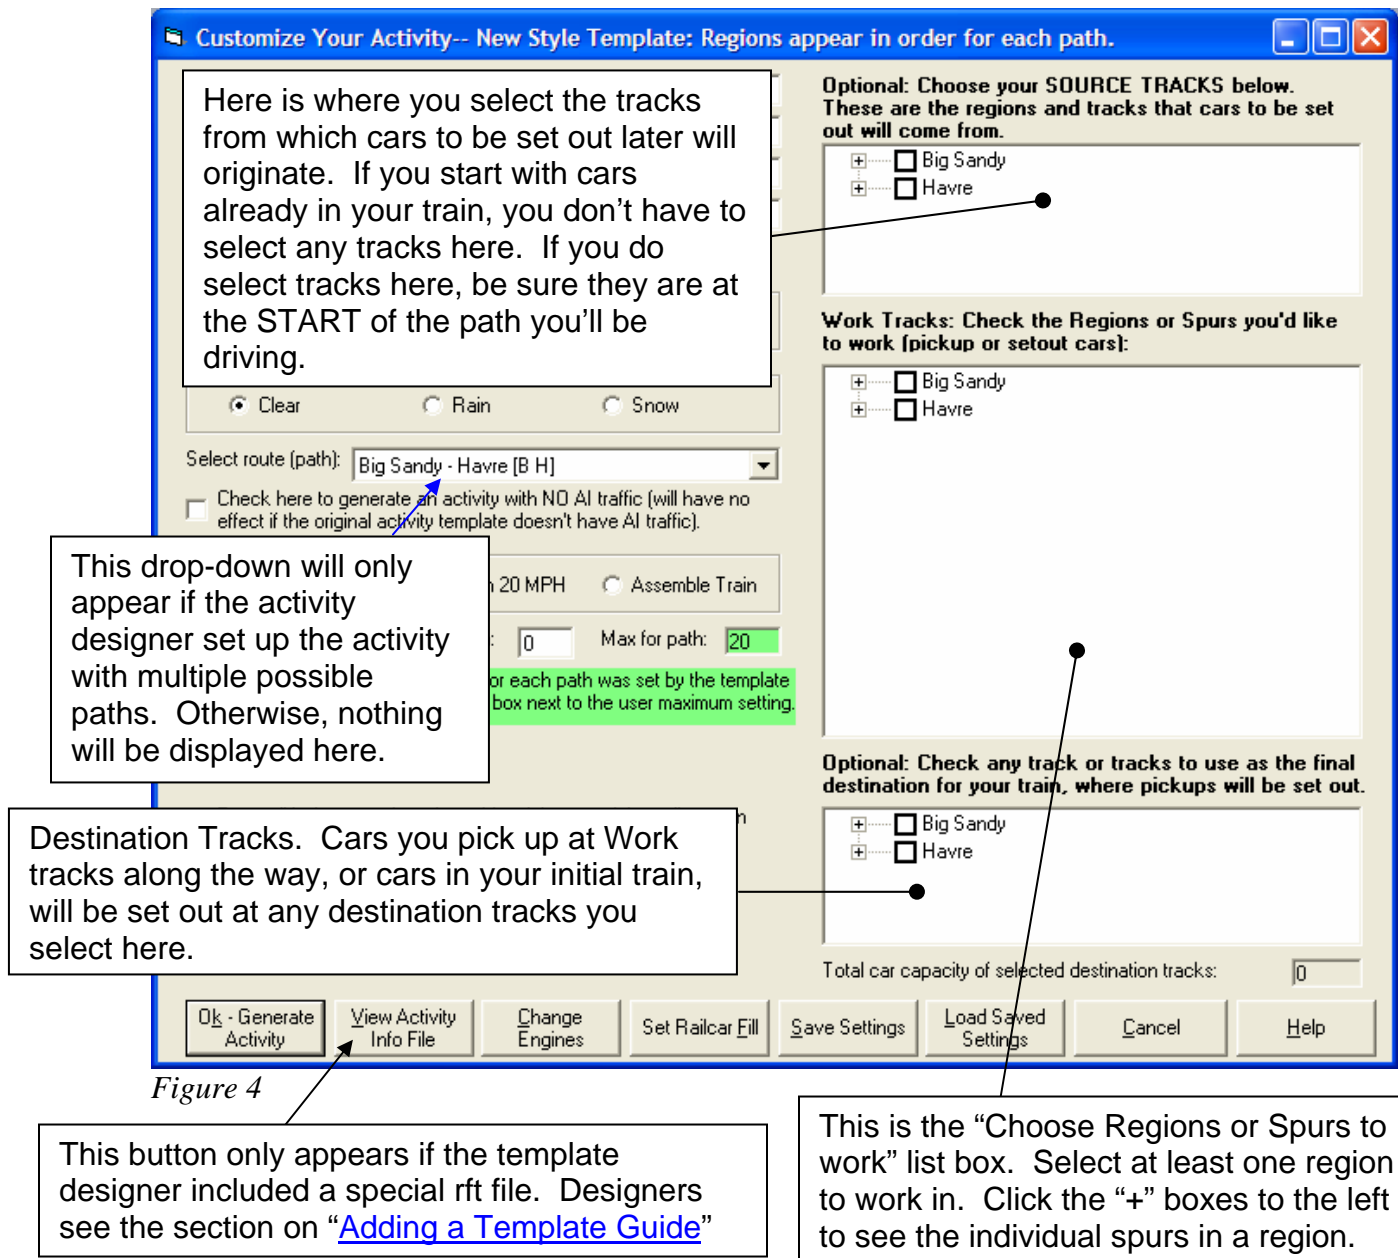 Customize Your Activity-- New Style Template: Regions appear in order for each path.
Here is where you select the tracks
from which cars to be set out later will
originate.  If you start with cars
already in your train, you don't have to
select any tracks here.  If you do
select tracks here, be sure they are at
the START of the path you'll be
driving.
Clear
Rain
Snow
Select route (path):
Big Sandy - Havre [B H]
Check here to generate an activity with NO AI traffic (will have no
effect if the original activity template doesn't have AI traffic).
This drop-down will only
appear if the activity
designer set up the activity
with multiple possible
paths.  Otherwise, nothing
will be displayed here.
20 MPH
Assemble Train
:
0
Max for path:
20
or each path was set by the template
box next to the user maximum setting.
Destination Tracks.  Cars you pick up at Work
tracks along the way, or cars in your initial train,
will be set out at any destination tracks you
select here.
Optional: Choose your SOURCE TRACKS below.
These are the regions and tracks that cars to be set
out will come from.
Big Sandy
Havre
Work Tracks: Check the Regions or Spurs you'd like
to work (pickup or setout cars):
Big Sandy
Havre
Optional: Check any track or tracks to use as the final
destination for your train, where pickups will be set out.
Big Sandy
Havre
Total car capacity of selected destination tracks:
0
Ok - Generate
Activity
View Activity
Info File
Change
Engines
Set Railcar Fill
Save Settings
Load Saved
Settings
Cancel
Help
Figure 4
This button only appears if the template
designer included a special rft file.  Designers
see the section on “Adding a Template Guide”
This is the “Choose Regions or Spurs to
work” list box.  Select at least one region
to work in.  Click the “+” boxes to the left
to see the individual spurs in a region.